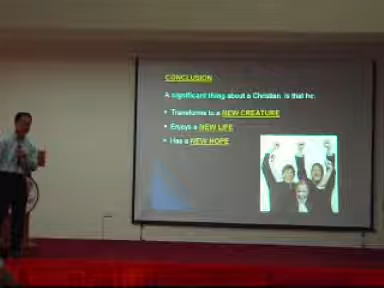 CONCLUSION
A significant thing about a Christian is that he:
• Transforms to a NEW CREATURE
• Enjoys a NEW LIFE
• Has a NEW HOPE